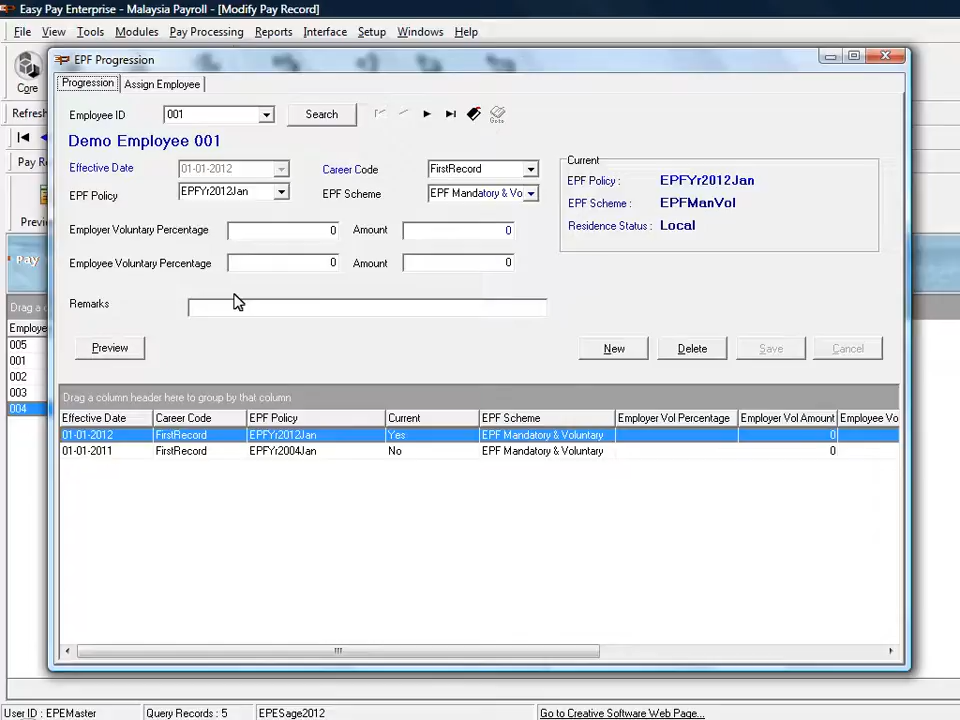 Easy Pay Enterprise - Malaysia Payroll - [Modify Pay Record]
File View Tools Modules Pay Processing Reports Interface Setup Windows Help
EPF Progression
Core
Progression Assign Employee
Refresh
Employee ID 001 Search
Demo Employee 001
Pay Re
Effective Date 01-01-2012 Career Code FirstRecord
EPF Policy EPFYr2012Jan EPF Scheme EPF Mandatory & Vo
Current
EPF Policy : EPFYr2012Jan
EPF Scheme : EPFManVol
Residence Status : Local
Previ
Employer Voluntary Percentage 0 Amount 0
Pay
Employee Voluntary Percentage 0 Amount 0
Remarks
Drag a c
Employe
005
001
002
003
004
Preview New Delete Save Cancel
Drag a column header here to group by that column
Effective Date Career Code EPF Policy Current EPF Scheme Employer Vol Percentage Employer Vol Amount Employee Vo
01-01-2012 FirstRecord EPFYr2012Jan Yes EPF Mandatory & Voluntary 0
01-01-2011 FirstRecord EPFYr2004Jan No EPF Mandatory & Voluntary 0
User ID : EPEMaster Query Records : 5 EPESage2012 Go to Creative Software Web Page...